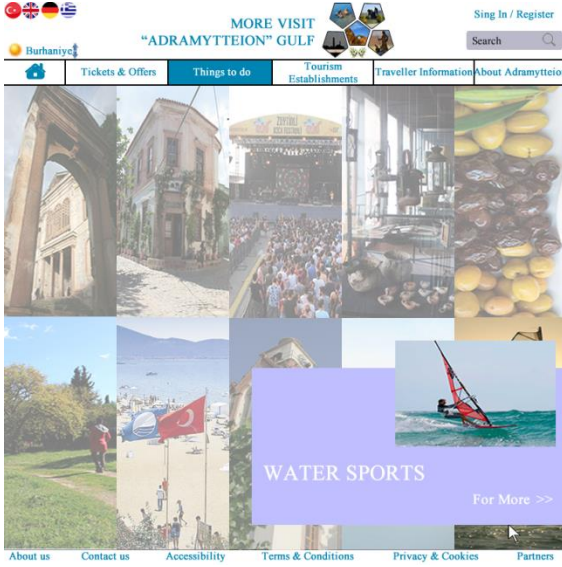 MORE VISIT
“ADRAMYTTEION” GULF
Sing In / Register
Search
Burhaniye
Tickets & Offers
Things to do
Tourism
Establishments
Traveller Information
About Adramytteio
WATER SPORTS
For More >>
About us
Contact us
Accessibility
Terms & Conditions
Privacy & Cookies
Partners